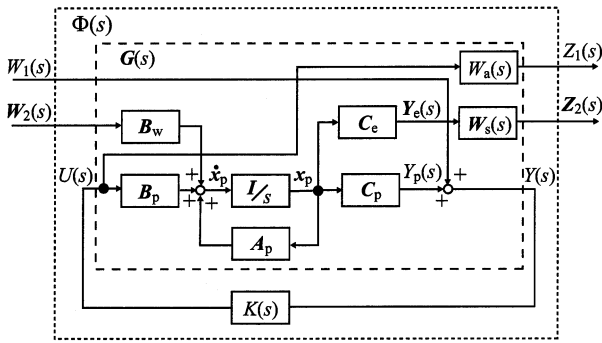 Φ(s)
G(s)
W1(s)
Wa(s)
Z1(s)
W2(s)
Bw
Ce
Ye(s)
Ws(s)
Z2(s)
U(s)
Bp
+
+
+
ẋp
I/s
xp
Cp
Yp(s)
+
+
Y(s)
Ap
K(s)